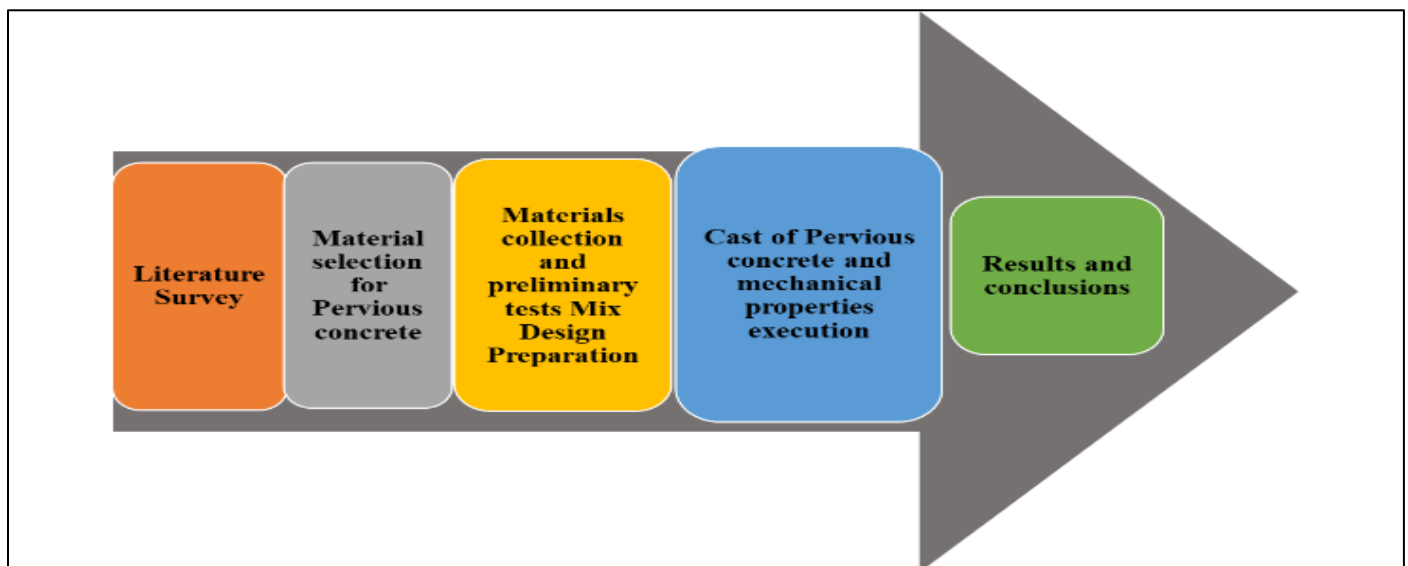 Literature
Survey
Material
selection
for
Pervious
concrete
Materials
collection
and
preliminary
tests Mix
Design
Preparation
Cast of Pervious
concrete and
mechanical
properties
execution
Results and
conclusions